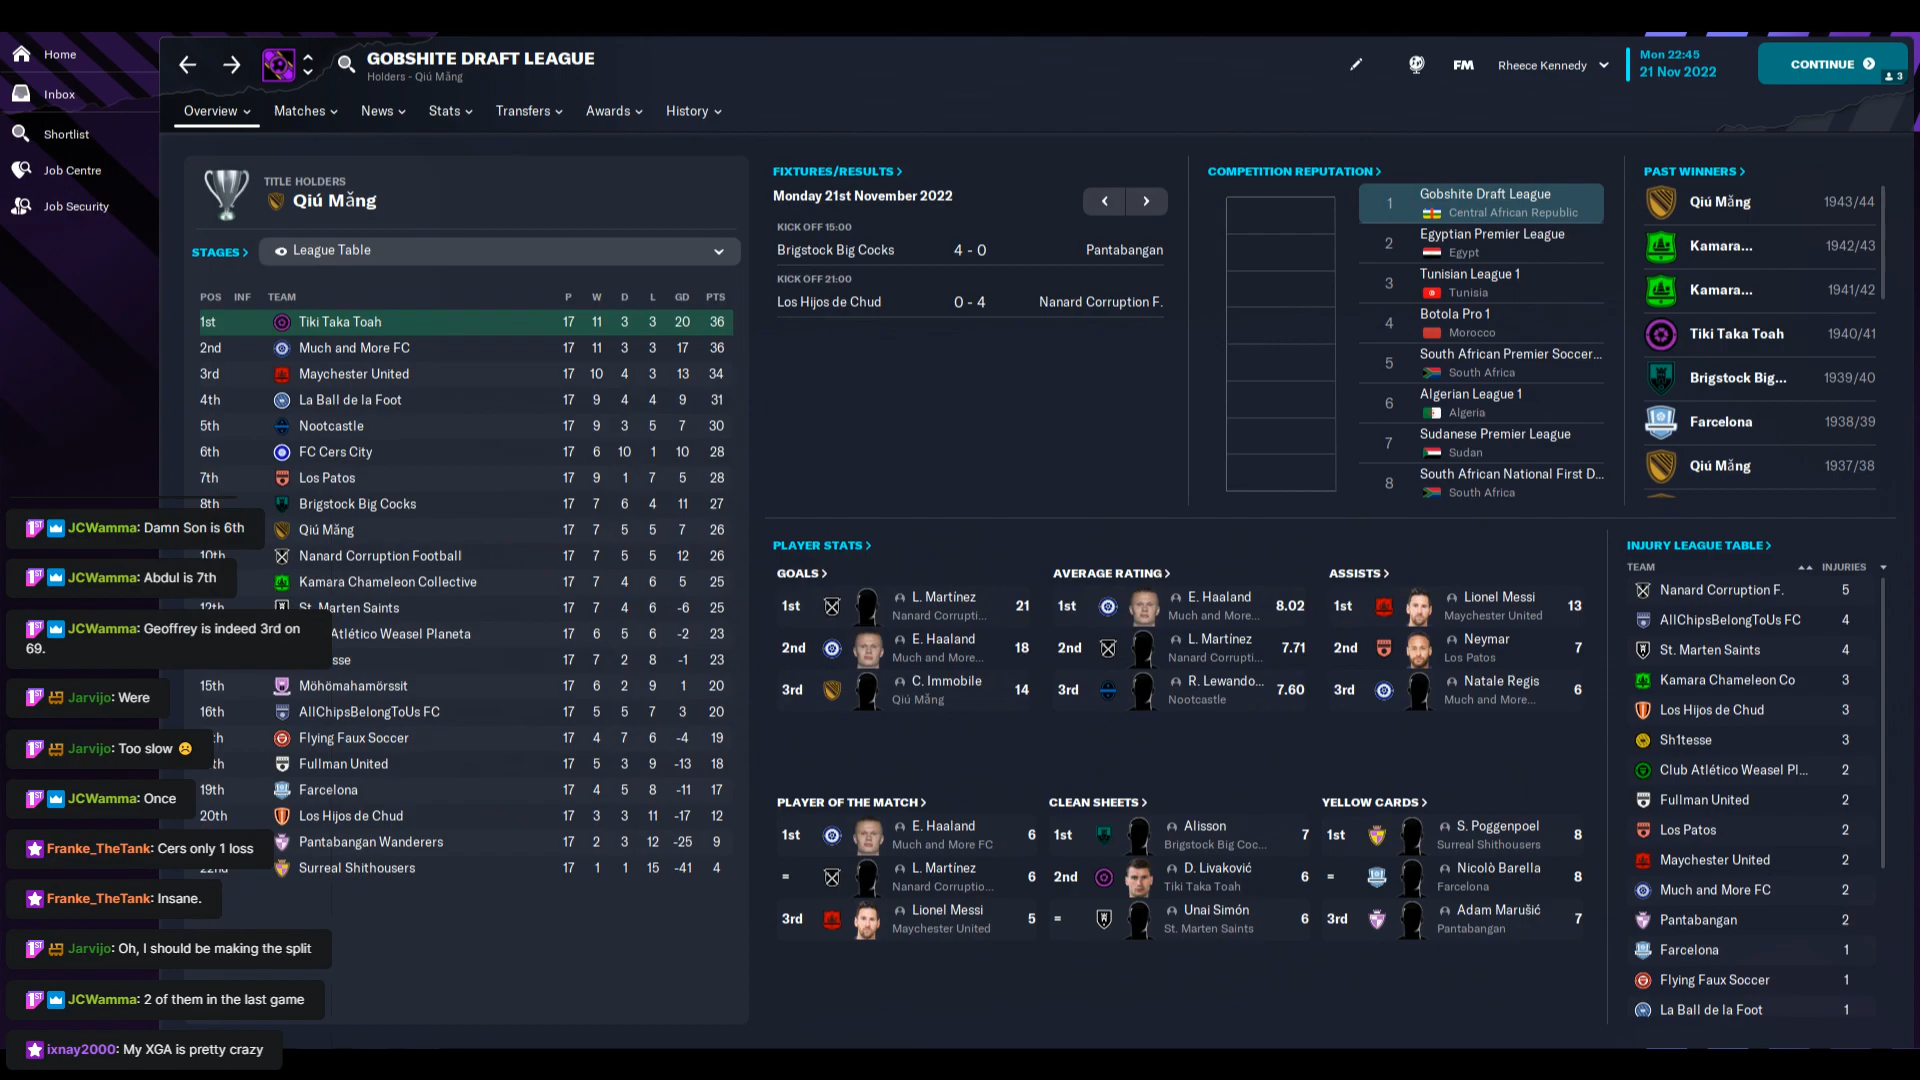 Home
Inbox
Shortlist
Job Centre
Job Security
GOBSHITE DRAFT LEAGUE
Holders - Qiú Mǎng
FM
Rheece Kennedy
Mon 22:45
21 Nov 2022
CONTINUE
3
Overview
Matches
News
Stats
Transfers
Awards
History
TITLE HOLDERS
Qiú Mǎng
STAGES
League Table
POS INF TEAM P W D L GD PTS
1st Tiki Taka Toah 17 11 3 3 20 36
2nd Much and More FC 17 11 3 3 17 36
3rd Maychester United 17 10 4 3 13 34
4th La Ball de la Foot 17 9 4 4 9 31
5th Nootcastle 17 9 3 5 7 30
6th FC Cers City 17 6 10 1 10 28
7th Los Patos 17 9 1 7 5 28
8th Brigstock Big Cocks 17 7 6 4 11 27
Qiú Mǎng 17 7 5 5 7 26
10th Nanard Corruption Football 17 7 5 5 12 26
Kamara Chameleon Collective 17 7 4 6 5 25
12th St. Marten Saints 17 7 4 6 -6 25
Atlético Weasel Planeta 17 6 5 6 -2 23
sse 17 7 2 8 -1 23
15th Möhömahamörssit 17 6 2 9 1 20
16th AllChipsBelongToUs FC 17 5 5 7 3 20
th Flying Faux Soccer 17 4 7 6 -4 19
th Fullman United 17 5 3 9 -13 18
19th Farcelona 17 4 5 8 -11 17
20th Los Hijos de Chud 17 3 3 11 -17 12
Pantabangan Wanderers 17 2 3 12 -25 9
22nd Surreal Shithousers 17 1 1 15 -41 4
JCWamma: Damn Son is 6th
JCWamma: Abdul is 7th
JCWamma: Geoffrey is indeed 3rd on
69.
Jarvijo: Were
Jarvijo: Too slow
JCWamma: Once
Franke_TheTank: Cers only 1 loss
Franke_TheTank: Insane.
Jarvijo: Oh, I should be making the split
JCWamma: 2 of them in the last game
ixnay2000: My XGA is pretty crazy
FIXTURES/RESULTS
Monday 21st November 2022
KICK OFF 15:00
Brigstock Big Cocks 4 - 0 Pantabangan
KICK OFF 21:00
Los Hijos de Chud 0 - 4 Nanard Corruption F.
COMPETITION REPUTATION
1 Gobshite Draft League
Central African Republic
2 Egyptian Premier League
Egypt
3 Tunisian League 1
Tunisia
4 Botola Pro 1
Morocco
5 South African Premier Soccer...
South Africa
6 Algerian League 1
Algeria
7 Sudanese Premier League
Sudan
8 South African National First D...
South Africa
PAST WINNERS
Qiú Mǎng 1943/44
Kamara... 1942/43
Kamara... 1941/42
Tiki Taka Toah 1940/41
Brigstock Big... 1939/40
Farcelona 1938/39
Qiú Mǎng 1937/38
PLAYER STATS
GOALS
1st L. Martínez 21
Nanard Corrupti...
2nd E. Haaland 18
Much and More...
3rd C. Immobile 14
Qiú Mǎng
AVERAGE RATING
1st E. Haaland 8.02
Much and More...
2nd L. Martínez 7.71
Nanard Corrupti...
3rd R. Lewando... 7.60
Nootcastle
ASSISTS
1st Lionel Messi 13
Maychester United
2nd Neymar 7
Los Patos
3rd Natale Regis 6
Much and More...
PLAYER OF THE MATCH
1st E. Haaland 6
Much and More FC
= L. Martínez 6
Nanard Corruptio...
3rd Lionel Messi 5
Maychester United
CLEAN SHEETS
1st Alisson 7
Brigstock Big Coc...
2nd D. Livaković 6
Tiki Taka Toah
= Unai Simón 6
St. Marten Saints
YELLOW CARDS
1st S. Poggenpoel 8
Surreal Shithousers
= Nicolò Barella 8
Farcelona
3rd Adam Marušić 7
Pantabangan
INJURY LEAGUE TABLE
TEAM INJURIES
Nanard Corruption F. 5
AllChipsBelongToUs FC 4
St. Marten Saints 4
Kamara Chameleon Co 3
Los Hijos de Chud 3
Sh1tesse 3
Club Atlético Weasel Pl... 2
Fullman United 2
Los Patos 2
Maychester United 2
Much and More FC 2
Pantabangan 2
Farcelona 1
Flying Faux Soccer 1
La Ball de la Foot 1